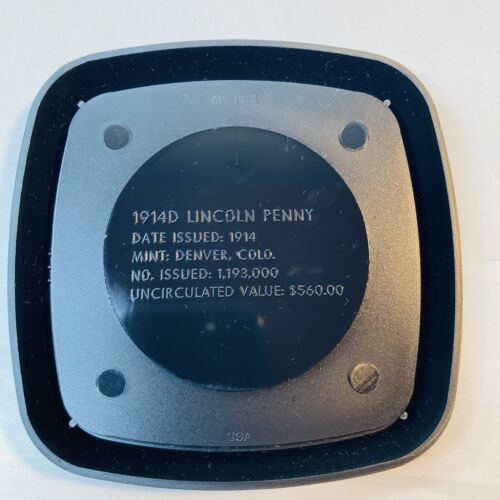 1914D LINCOLN PENNY
DATE ISSUED: 1914
MINT: DENVER, COLO.
NO. ISSUED: 1,193,000
UNCIRCULATED VALUE: $560.00
USA